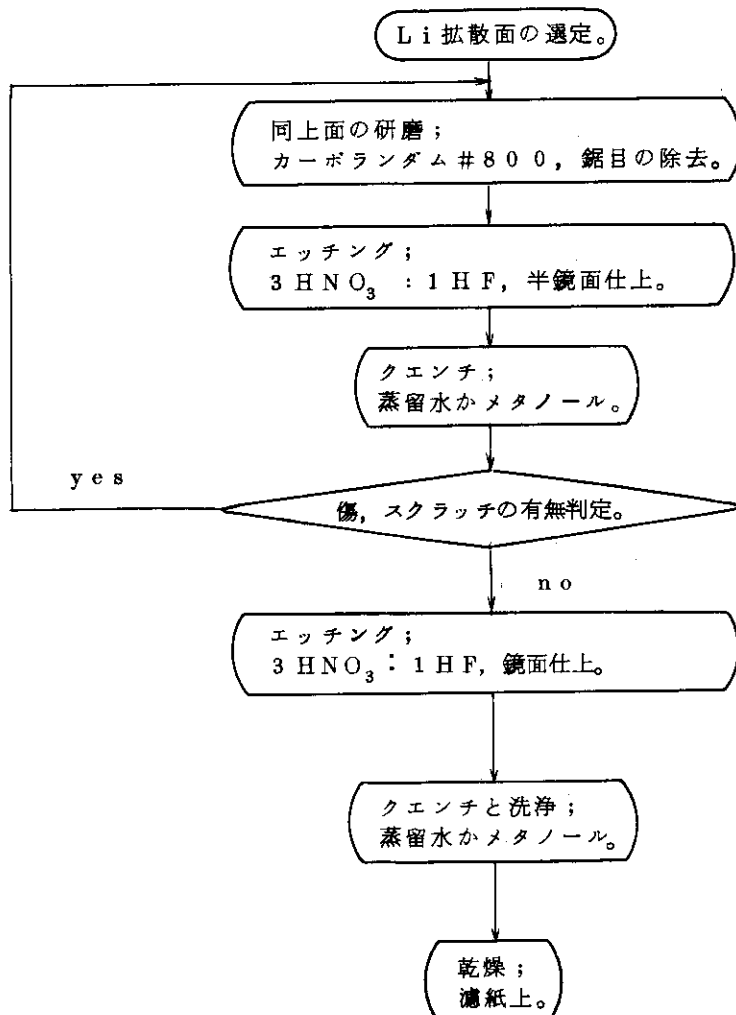 Li拡散面の選定。
同上面の研磨；
カーボランダム＃800，鋸目の除去。
エッチング；
3HNO₃：1HF，半鏡面仕上。
クエンチ；
蒸留水かメタノール。
yes
傷，スクラッチの有無判定。
no
エッチング；
3HNO₃：1HF，鏡面仕上。
クエンチと洗浄；
蒸留水かメタノール。
乾燥；
濾紙上。